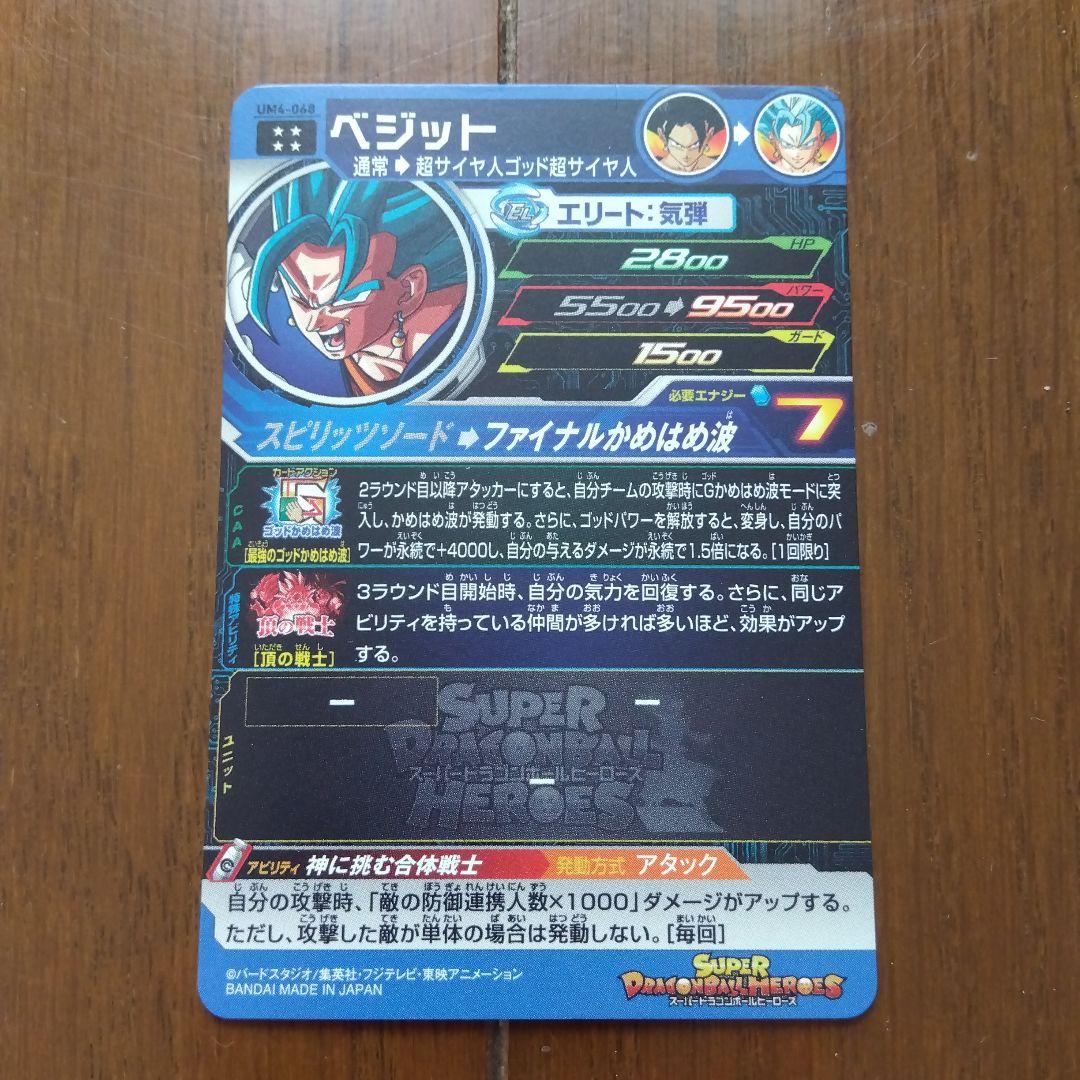 UM4-068
★★
★★
ベジット
通常➡超サイヤ人ゴッド超サイヤ人
EL エリート:気弾
HP
2800
パワー
5500➡9500
ガード
1500
必要エナジー 7
スピリッツソード➡ファイナルかめはめ波
CAA
カードアクション
ゴッドかめはめ波
[最強のゴッドかめはめ波]
2ラウンド目以降アタッカーにすると、自分チームの攻撃時にGかめはめ波モードに突
入し、かめはめ波が発動する。さらに、ゴッドパワーを解放すると、変身し、自分のパ
ワーが永続で+4000し、自分の与えるダメージが永続で1.5倍になる。[1回限り]
特殊アビリティ
頂の戦士
[頂の戦士]
3ラウンド目開始時、自分の気力を回復する。さらに、同じア
ビリティを持っている仲間が多ければ多いほど、効果がアップ
する。
ユニット
ー
ー
ー
SUPER
DRAGONBALL
スーパードラゴンボールヒーローズ
HEROES
アビリティ 神に挑む合体戦士 発動方式 アタック
自分の攻撃時、「敵の防御連携人数×1000」ダメージがアップする。
ただし、攻撃した敵が単体の場合は発動しない。[毎回]
©バードスタジオ/集英社・フジテレビ・東映アニメーション
BANDAI MADE IN JAPAN
SUPER
DRAGONBALL HEROES
スーパードラゴンボールヒーローズ